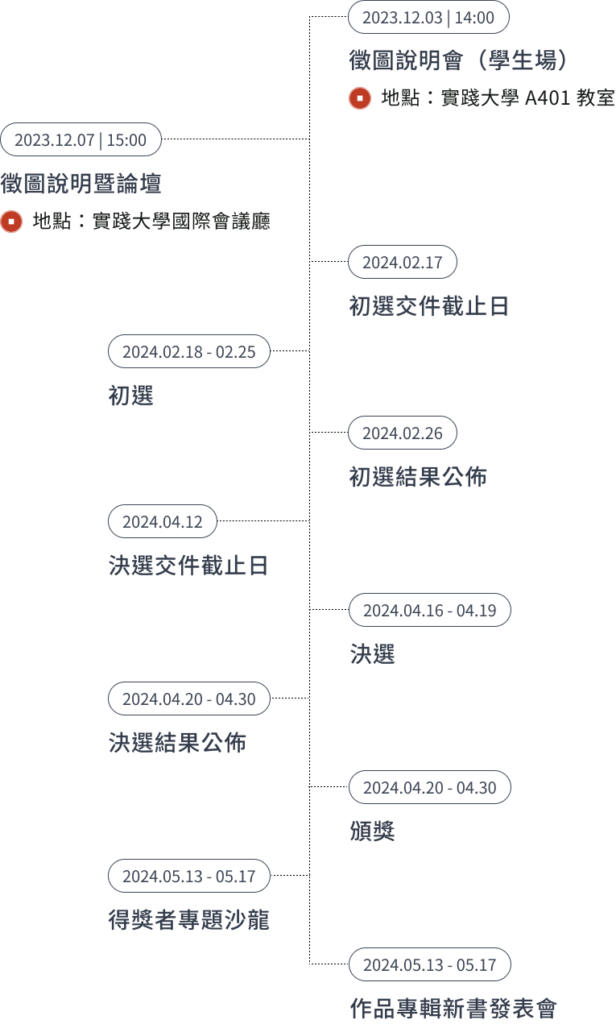 2023.12.03 | 14:00
徵圖說明會（學生場）
地點：實踐大學 A401 教室
2023.12.07 | 15:00
徵圖說明暨論壇
地點：實踐大學國際會議廳
2024.02.17
初選交件截止日
2024.02.18 - 02.25
初選
2024.02.26
初選結果公佈
2024.04.12
決選交件截止日
2024.04.16 - 04.19
決選
2024.04.20 - 04.30
決選結果公佈
2024.04.20 - 04.30
頒獎
2024.05.13 - 05.17
得獎者專題沙龍
2024.05.13 - 05.17
作品專輯新書發表會